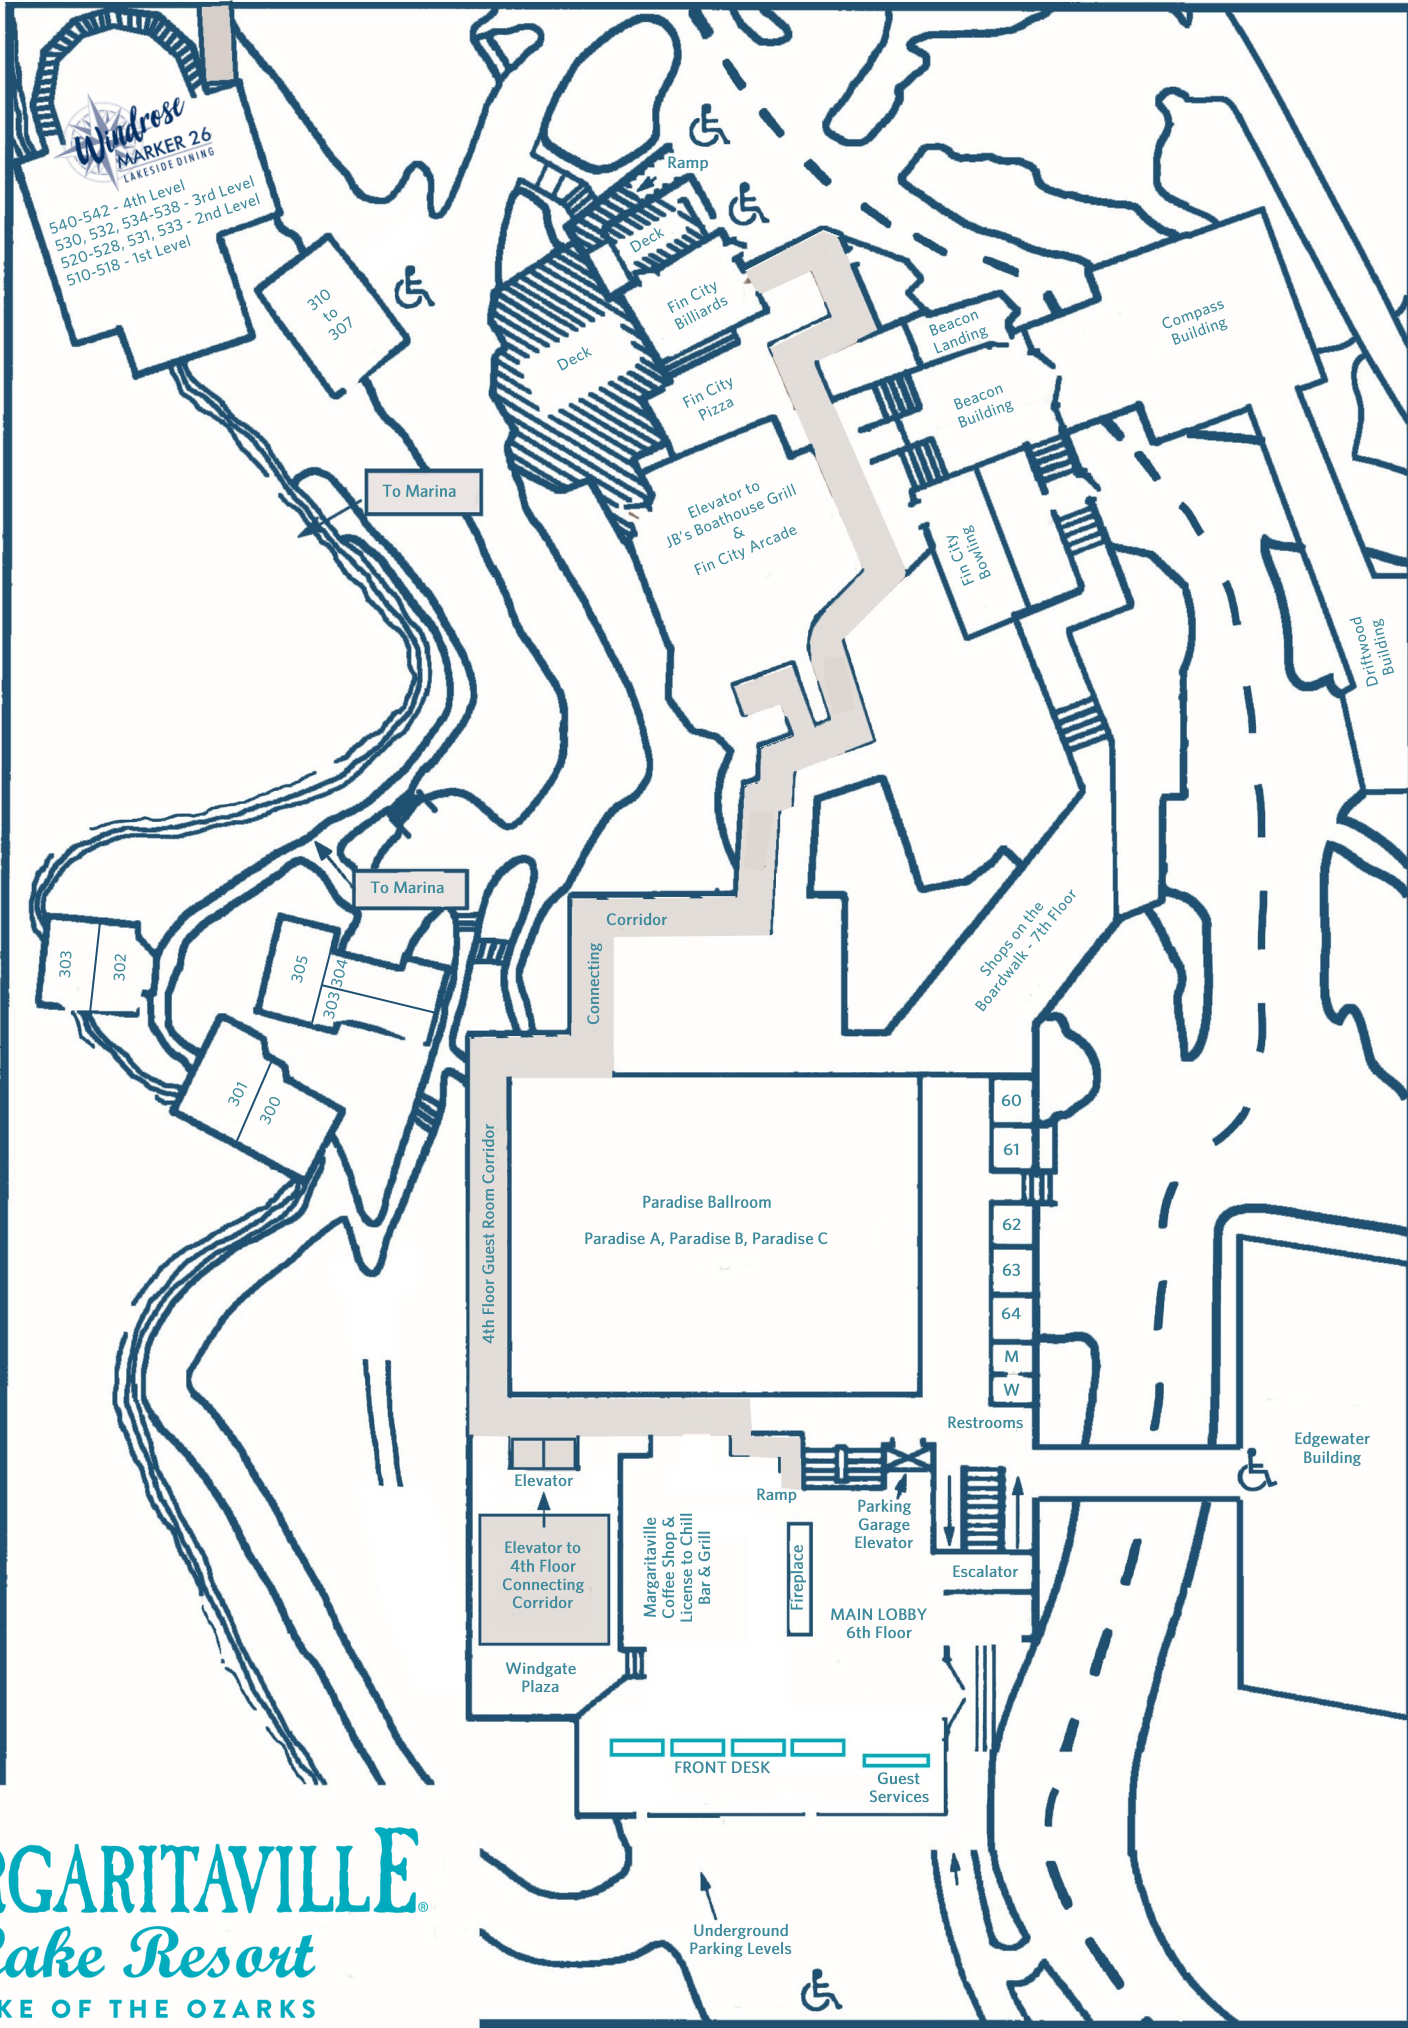 Windrose
MARKER 26
LAKESIDE DINING
540-542 - 4th Level
530, 532, 534-538 - 3rd Level
520-528, 531, 533 - 2nd Level
510-518 - 1st Level
310
to
307
Ramp
Deck
Fin City
Billiards
Deck
Fin City
Pizza
Beacon
Landing
Compass
Building
Beacon
Building
To Marina
Elevator to
JB's Boathouse Grill
&
Fin City Arcade
Fin City
Bowling
Driftwood
Building
To Marina
Corridor
Connecting
Shops on the
Boardwalk - 7th Floor
303
302
305
304
303
301
300
4th Floor Guest Room Corridor
Paradise Ballroom
Paradise A, Paradise B, Paradise C
60
61
62
63
64
M
W
Restrooms
Edgewater
Building
Elevator
Elevator to
4th Floor
Connecting
Corridor
Windgate
Plaza
Margaritaville
Coffee Shop &
License to Chill
Bar & Grill
Ramp
Fireplace
Parking
Garage
Elevator
Escalator
MAIN LOBBY
6th Floor
FRONT DESK
Guest
Services
Underground
Parking Levels
RGARITAVILLE®
Lake Resort
KE OF THE OZARKS